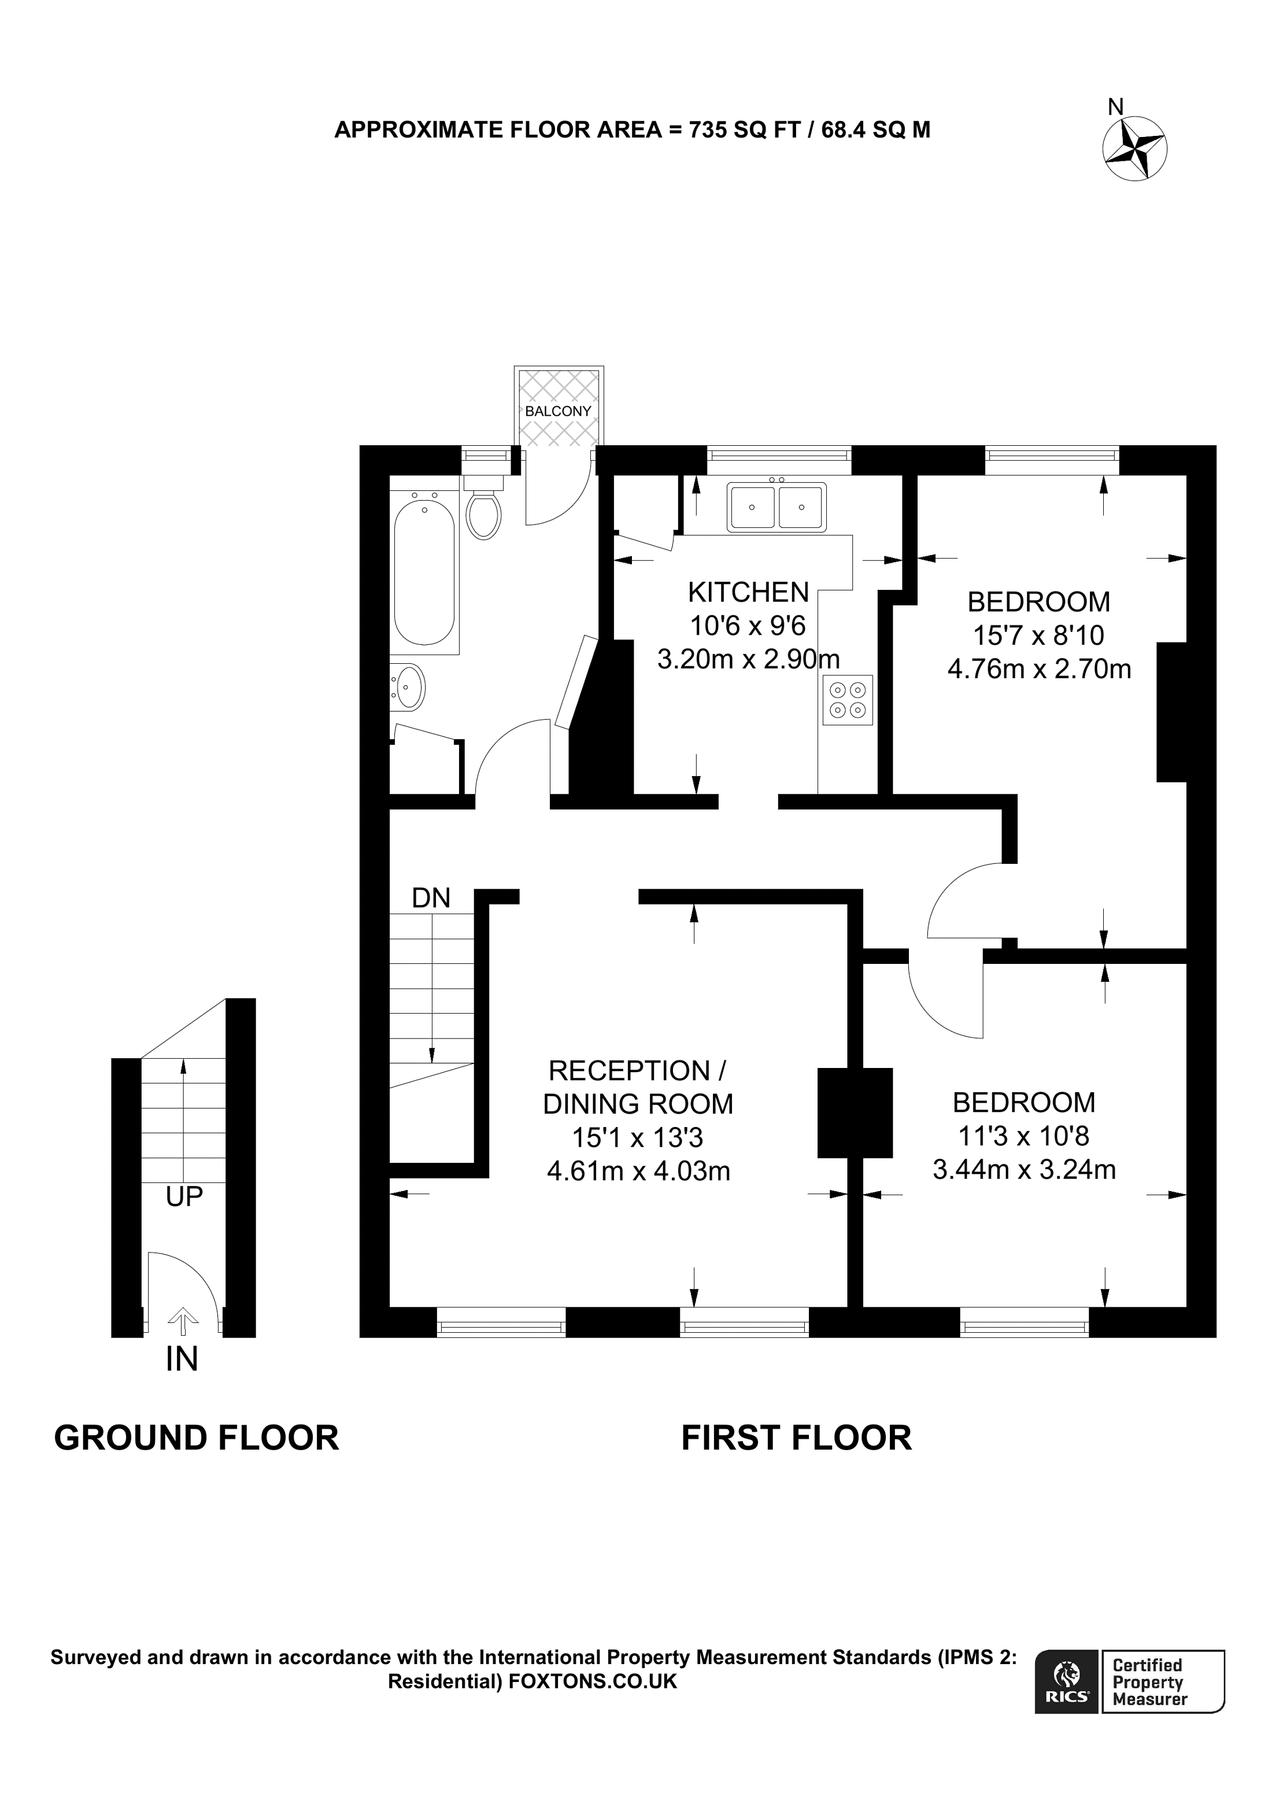 APPROXIMATE FLOOR AREA = 735 SQ FT / 68.4 SQ M
N
BALCONY
KITCHEN
10'6 x 9'6
3.20m x 2.90m
BEDROOM
15'7 x 8'10
4.76m x 2.70m
DN
RECEPTION /
DINING ROOM
15'1 x 13'3
4.61m x 4.03m
BEDROOM
11'3 x 10'8
3.44m x 3.24m
UP
IN
GROUND FLOOR
FIRST FLOOR
Surveyed and drawn in accordance with the International Property Measurement Standards (IPMS 2:
Residential) FOXTONS.CO.UK
RICS
Certified
Property
Measurer